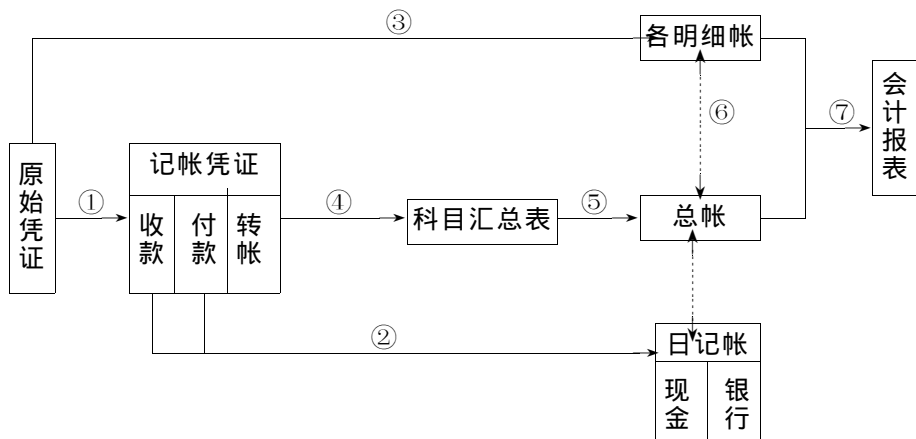 ③
各明细帐
⑥
⑦
会计报表
原始凭证
①
记帐凭证
收款
付款
转帐
④
科目汇总表
⑤
总帐
②
日记帐
现金
银行